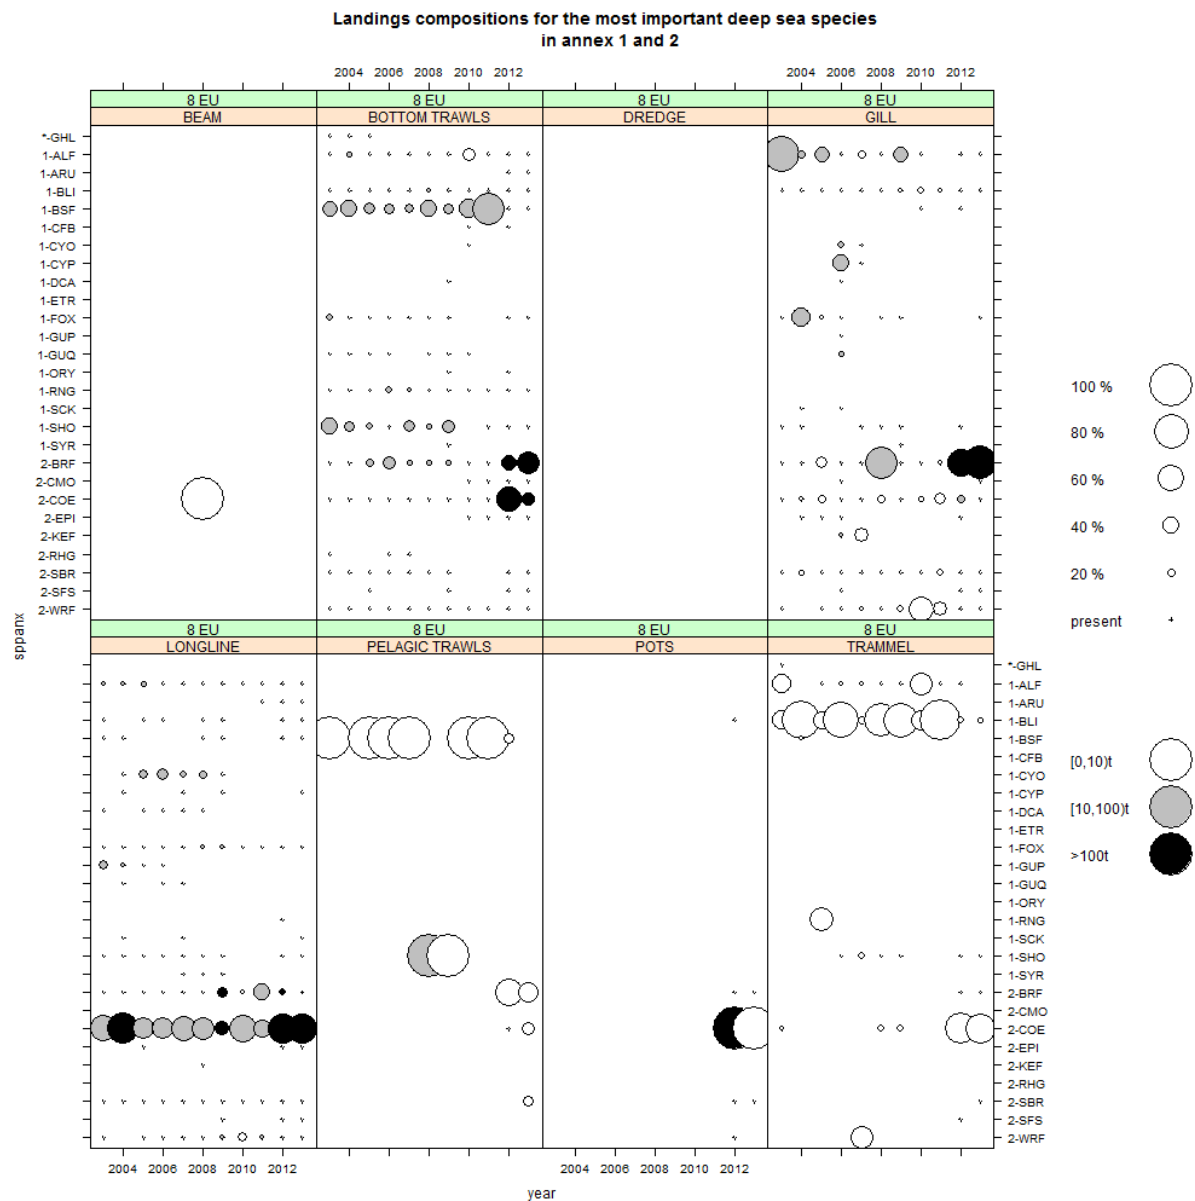 Landings compositions for the most important deep sea species
in annex 1 and 2
2004 2006 2008 2010 2012
2004 2006 2008 2010 2012
8 EU
8 EU
8 EU
8 EU
BEAM
BOTTOM TRAWLS
DREDGE
GILL
*-GHL
1-ALF
1-ARU
1-BLI
1-BSF
1-CFB
1-CYO
1-CYP
1-DCA
1-ETR
1-FOX
1-GUP
1-GUQ
1-ORY
1-RNG
1-SCK
1-SHO
1-SYR
2-BRF
2-CMO
2-COE
2-EPI
2-KEF
2-RHG
2-SBR
2-SFS
2-WRF
100 %
80 %
60 %
40 %
20 %
present
sppanx
8 EU
8 EU
8 EU
8 EU
LONGLINE
PELAGIC TRAWLS
POTS
TRAMMEL
*-GHL
1-ALF
1-ARU
1-BLI
1-BSF
1-CFB
1-CYO
1-CYP
1-DCA
1-ETR
1-FOX
1-GUP
1-GUQ
1-ORY
1-RNG
1-SCK
1-SHO
1-SYR
2-BRF
2-CMO
2-COE
2-EPI
2-KEF
2-RHG
2-SBR
2-SFS
2-WRF
[0,10)t
[10,100)t
>100t
2004 2006 2008 2010 2012
2004 2006 2008 2010 2012
year